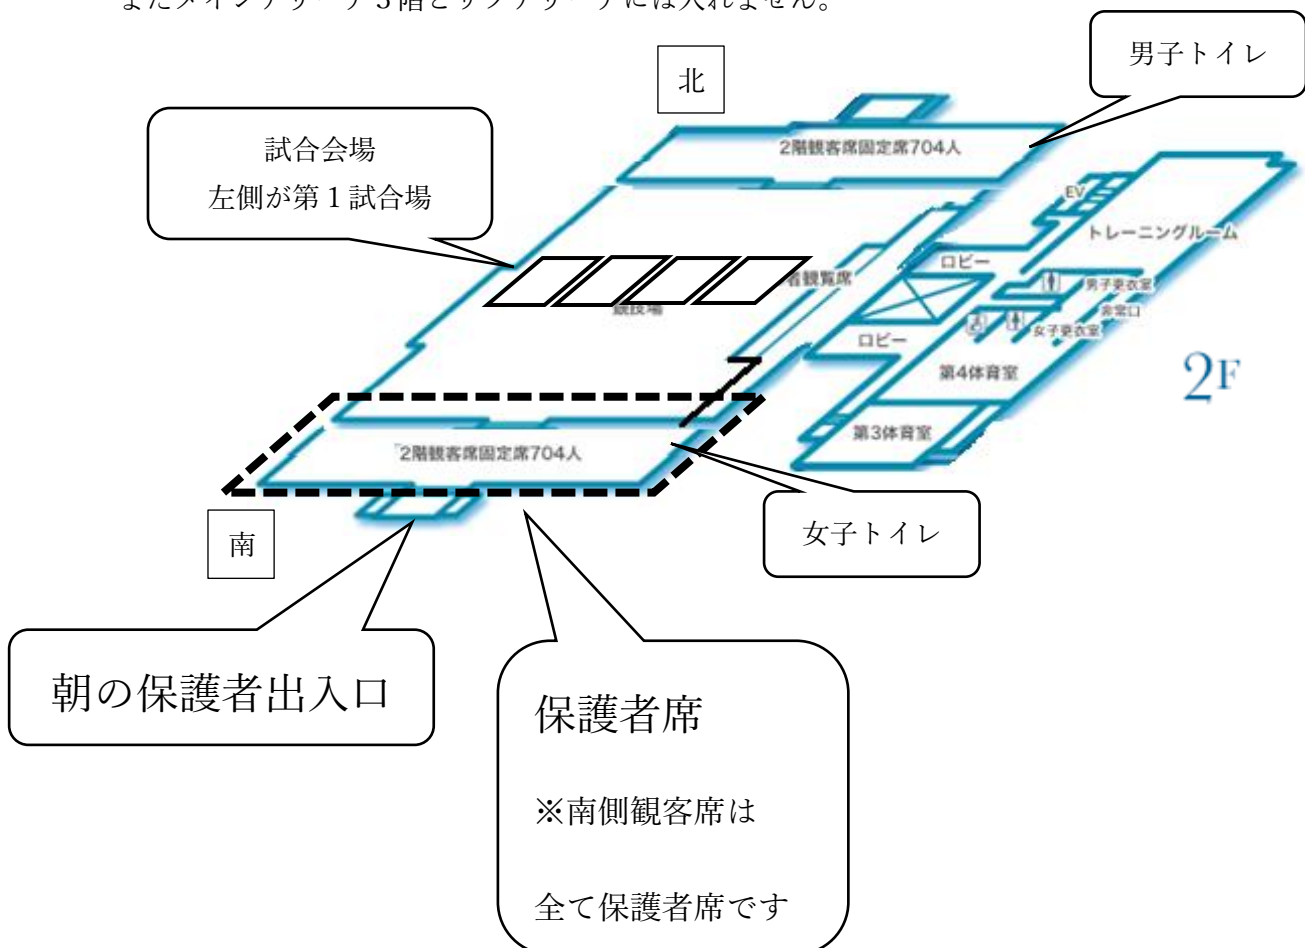 またメインアリーナ3階とサブアリーナには入れません。
北
男子トイレ
試合会場
左側が第1試合場
2階観客席固定席704人
EV
トレーニングルーム
ロビー
者観覧席
男子更衣室
競技場
非常口
女子更衣室
ロビー
第4体育室
2F
第3体育室
2階観客席固定席704人
女子トイレ
南
朝の保護者出入口
保護者席
※南側観客席は
全て保護者席です